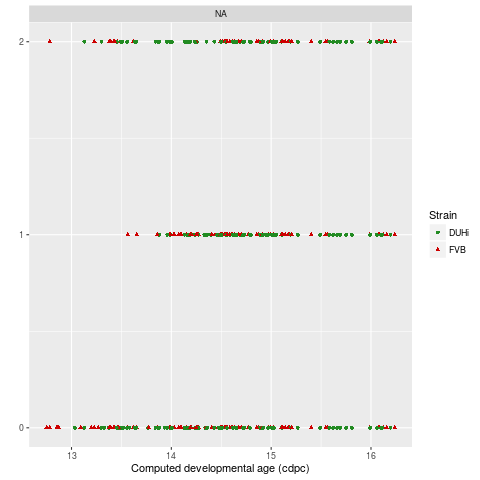 NA
2
1
0
13 14 15 16
Computed developmental age (cdpc)
Strain
DUHi
FVB